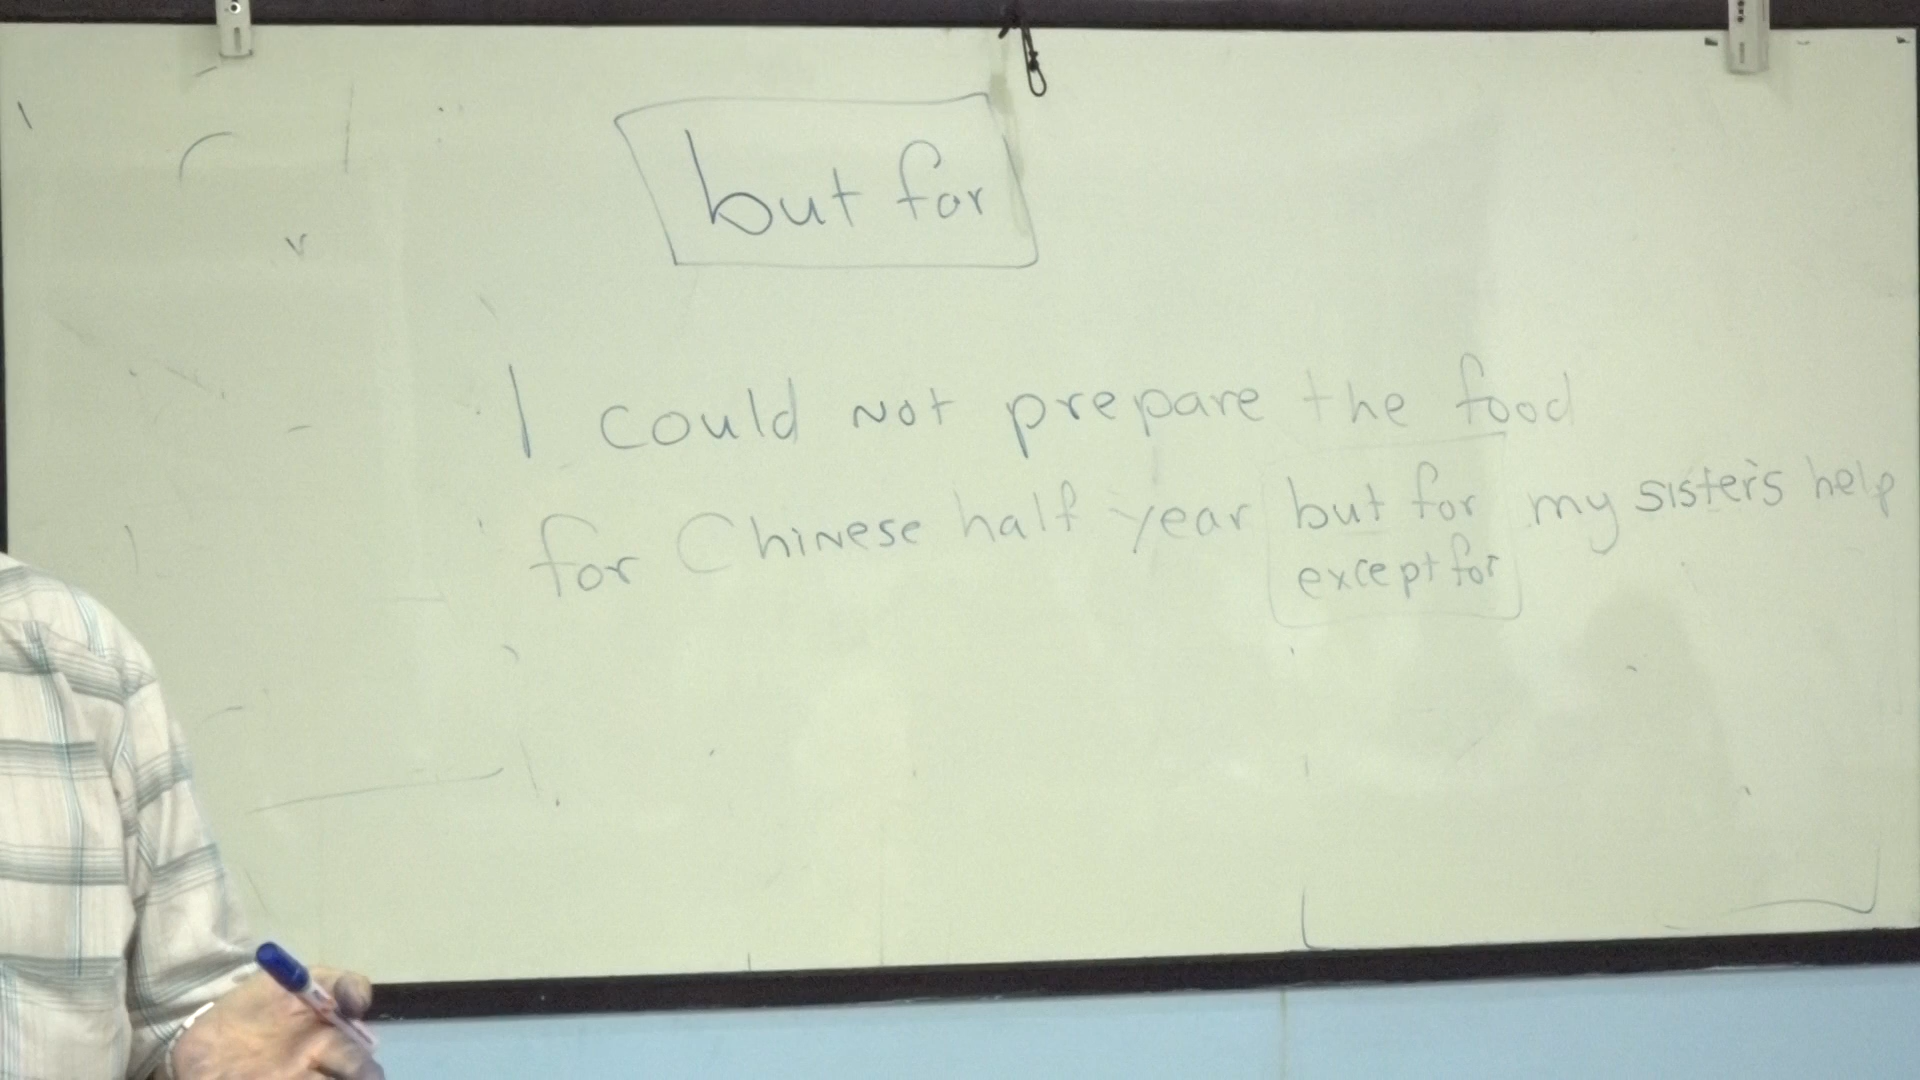 but for
I could not prepare the food
for Chinese half year but for my sister's help
except for